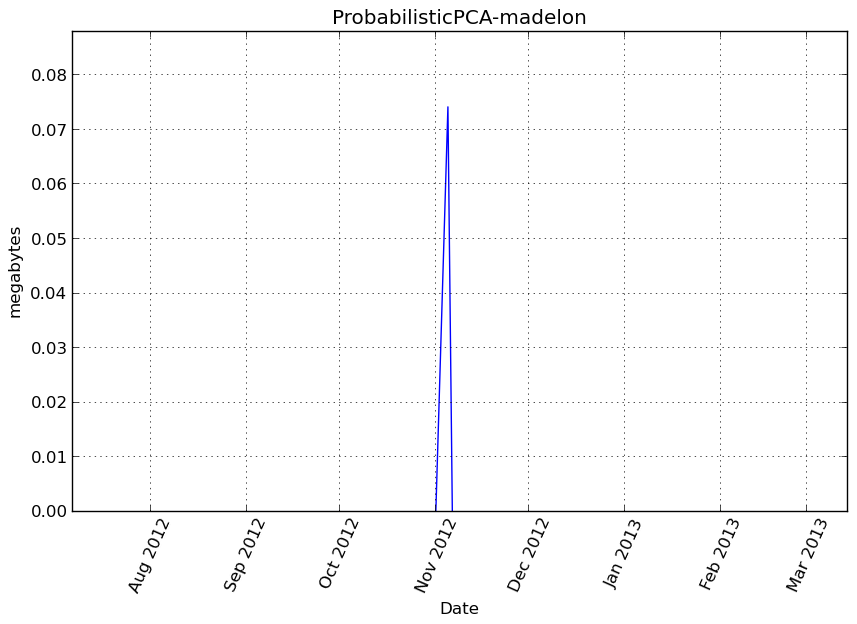 ProbabilisticPCA-madelon
0.08
0.07
0.06
0.05
0.04
0.03
0.02
0.01
0.00
megabytes
Aug 2012
Sep 2012
Oct 2012
Nov 2012
Dec 2012
Jan 2013
Feb 2013
Mar 2013
Date